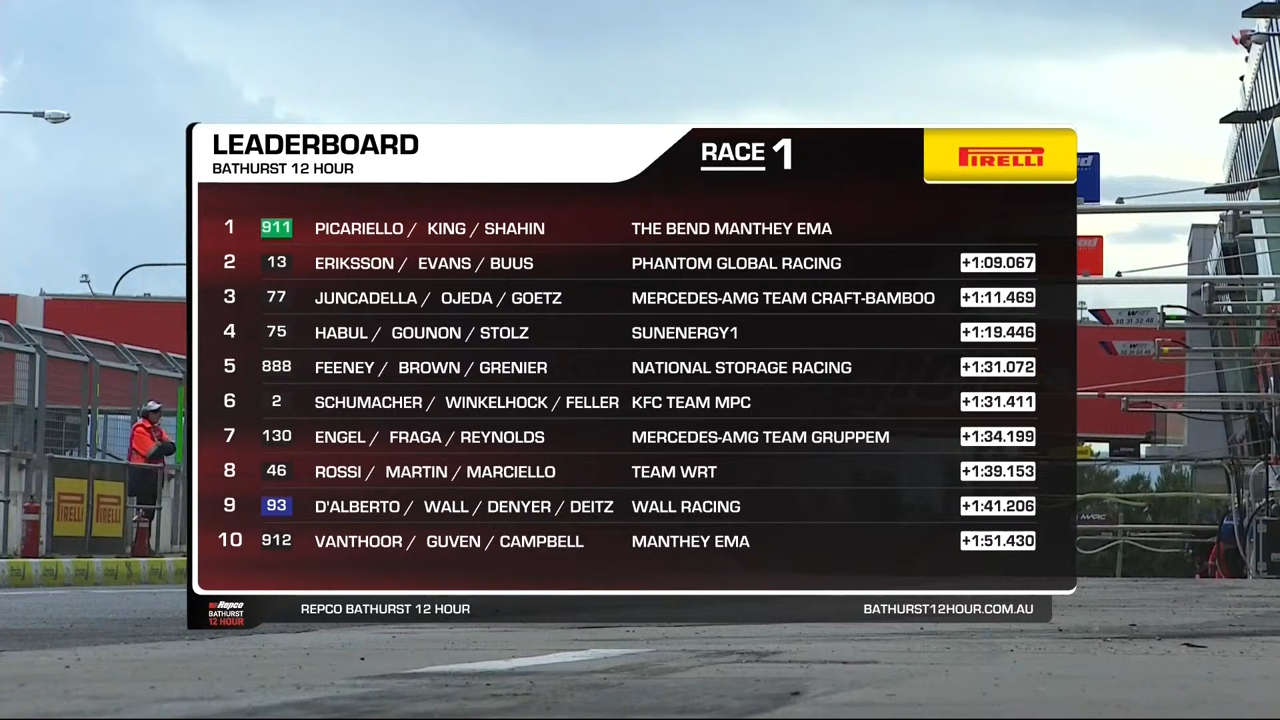 LEADERBOARD
BATHURST 12 HOUR
RACE 1
PIRELLI
1 911 PICARIELLO / KING / SHAHIN THE BEND MANTHEY EMA
2 13 ERIKSSON / EVANS / BUUS PHANTOM GLOBAL RACING +1:09.067
3 77 JUNCADELLA / OJEDA / GOETZ MERCEDES-AMG TEAM CRAFT-BAMBOO +1:11.469
4 75 HABUL / GOUNON / STOLZ SUNENERGY1 +1:19.446
5 888 FEENEY / BROWN / GRENIER NATIONAL STORAGE RACING +1:31.072
6 2 SCHUMACHER / WINKELHOCK / FELLER KFC TEAM MPC +1:31.411
7 130 ENGEL / FRAGA / REYNOLDS MERCEDES-AMG TEAM GRUPPEM +1:34.199
8 46 ROSSI / MARTIN / MARCIELLO TEAM WRT +1:39.153
9 93 D'ALBERTO / WALL / DENYER / DEITZ WALL RACING +1:41.206
10 912 VANTHOOR / GUVEN / CAMPBELL MANTHEY EMA +1:51.430
Repco
BATHURST
12 HOUR
REPCO BATHURST 12 HOUR
BATHURST12HOUR.COM.AU
PIRELLI
PIRELLI